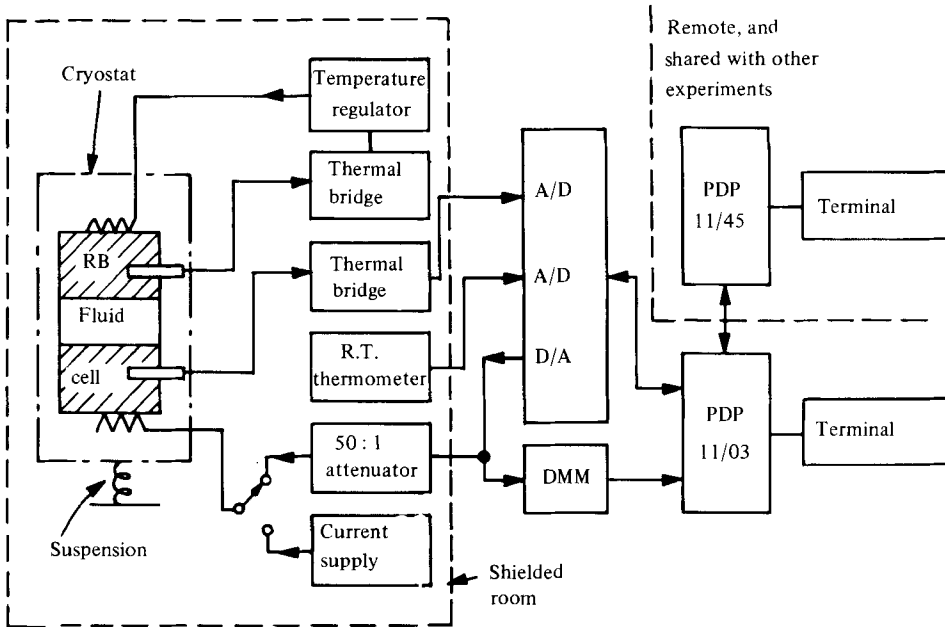 Remote, and
shared with other
experiments
Cryostat
Temperature
regulator
Thermal
bridge
A/D
PDP
11/45
Terminal
RB
Thermal
bridge
Fluid
A/D
R.T.
thermometer
D/A
cell
PDP
11/03
Terminal
50 : 1
attenuator
DMM
Suspension
Current
supply
Shielded
room